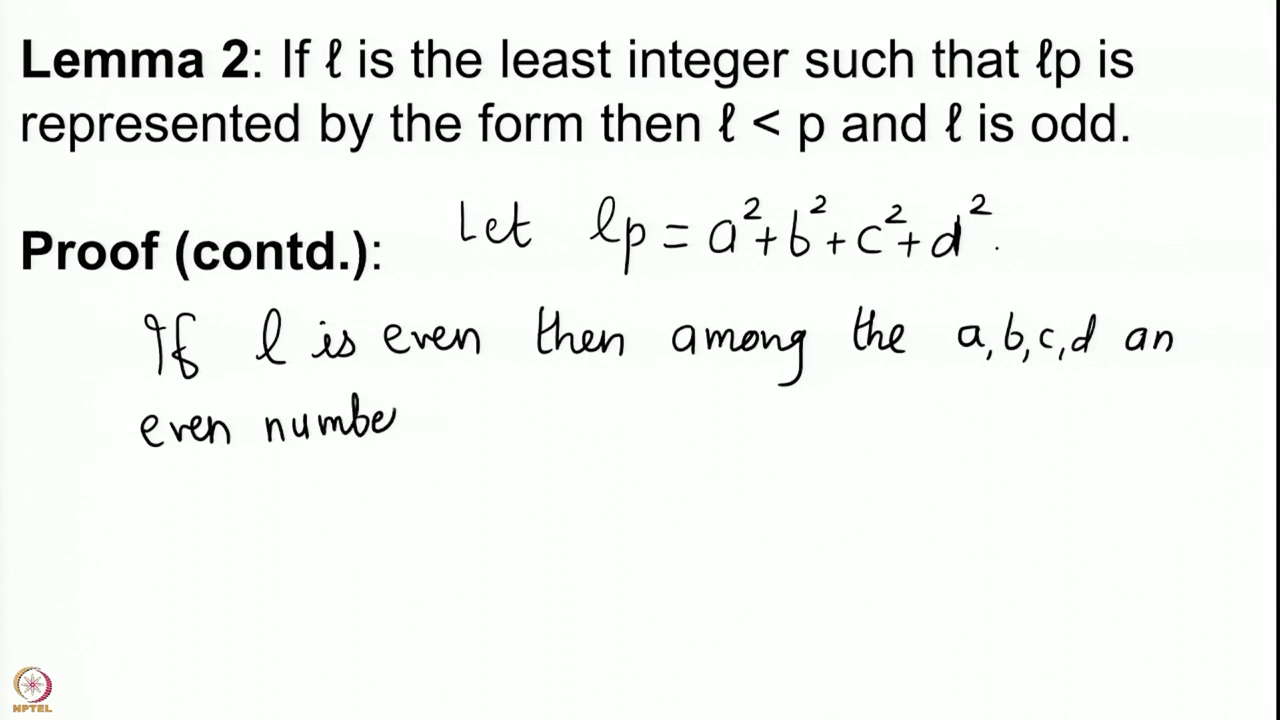 Lemma 2: If ℓ is the least integer such that ℓp is
represented by the form then ℓ < p and ℓ is odd.
Proof (contd.): Let ℓp = a²+b²+c²+d².
If ℓ is even then among the a,b,c,d an
even numbe
NPTEL